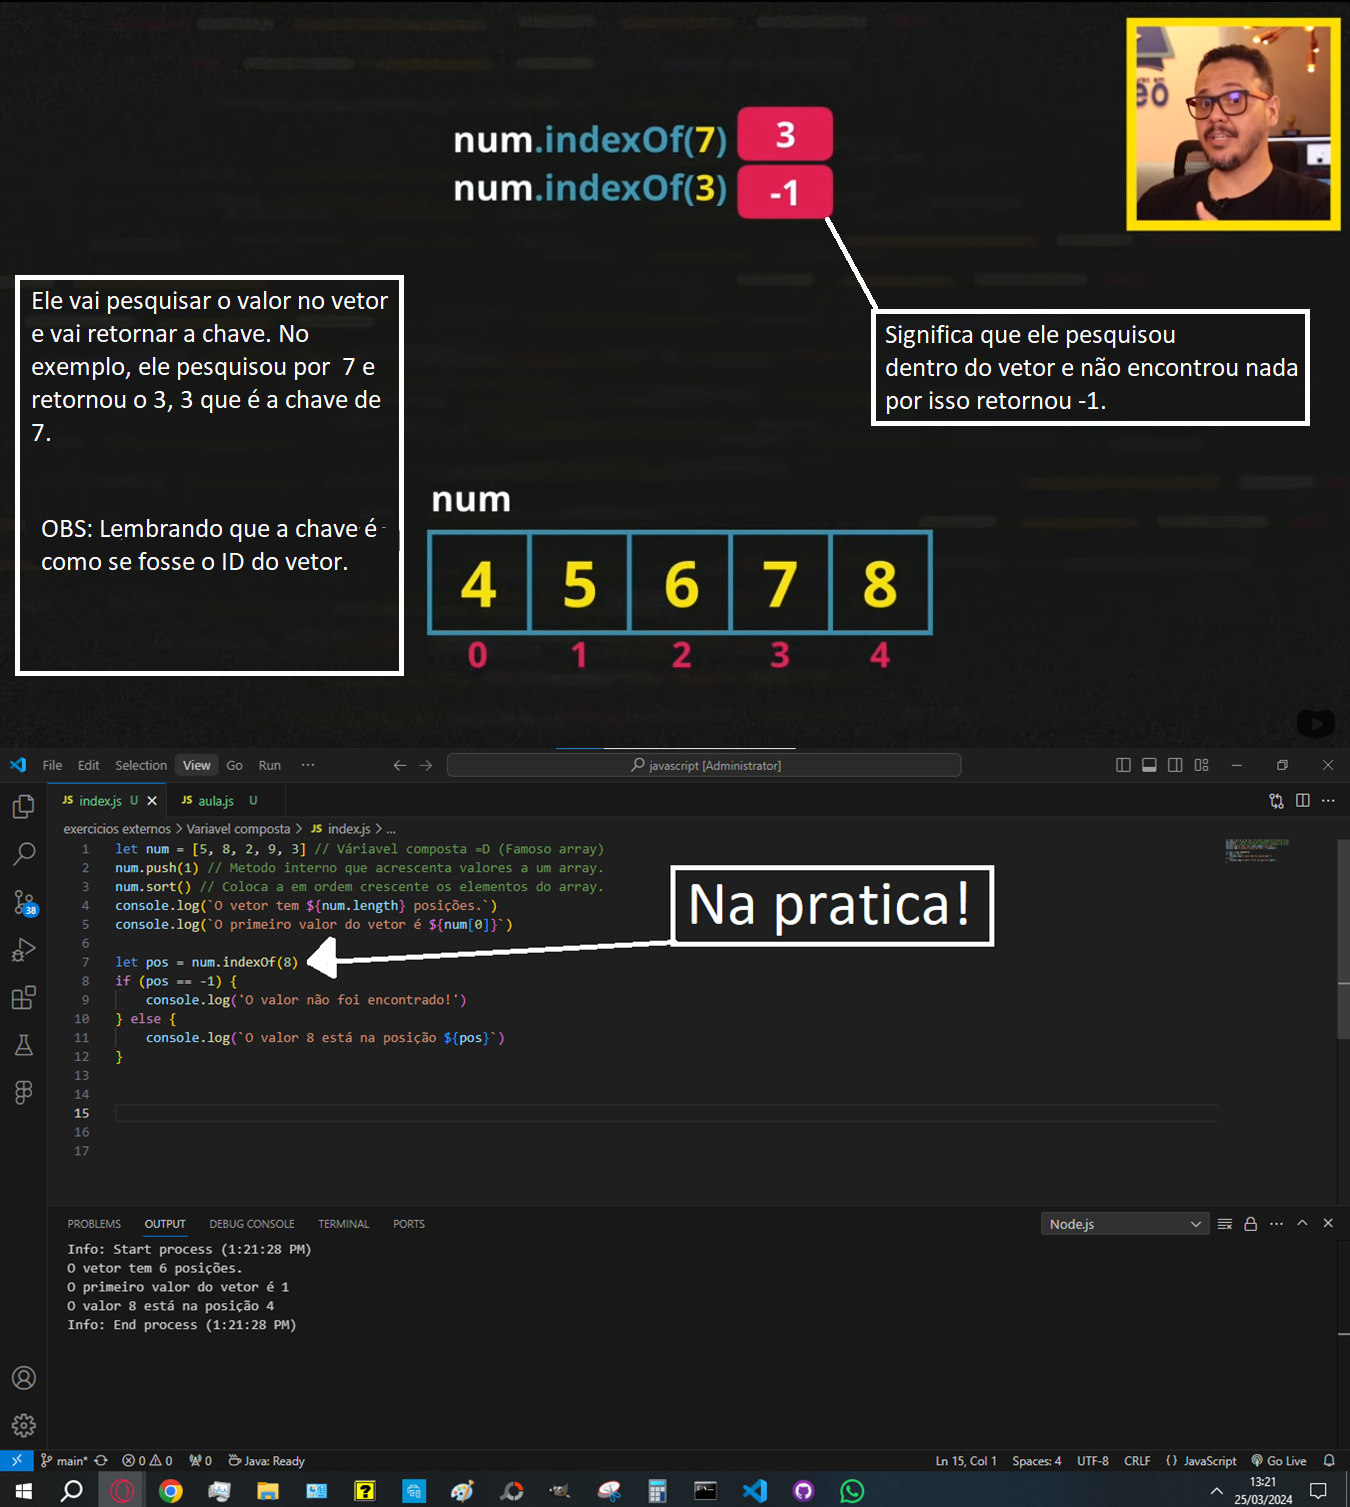 num.indexOf(7) 3
num.indexOf(3) -1
Ele vai pesquisar o valor no vetor
e vai retornar a chave. No
exemplo, ele pesquisou por 7 e
retornou o 3, 3 que é a chave de
7.
OBS: Lembrando que a chave é
como se fosse o ID do vetor.
Significa que ele pesquisou
dentro do vetor e não encontrou nada
por isso retornou -1.
num
4 5 6 7 8
0 1 2 3 4
File Edit Selection View Go Run ··· javascript [Administrator]
JS index.js U JS aula.js U
exercicios externos > Variavel composta > JS index.js > ...
1 let num = [5, 8, 2, 9, 3] // Váriavel composta =D (Famoso array)
2 num.push(1) // Metodo interno que acrescenta valores a um array.
3 num.sort() // Coloca a em ordem crescente os elementos do array.
4 console.log(`O vetor tem ${num.length} posições.`)
5 console.log(`O primeiro valor do vetor é ${num[0]}`)
6
7 let pos = num.indexOf(8)
8 if (pos == -1) {
9 console.log('O valor não foi encontrado!')
10 } else {
11 console.log(`O valor 8 está na posição ${pos}`)
12 }
13
14
15
16
17
Na pratica!
38
PROBLEMS OUTPUT DEBUG CONSOLE TERMINAL PORTS Node.js
Info: Start process (1:21:28 PM)
O vetor tem 6 posições.
O primeiro valor do vetor é 1
O valor 8 está na posição 4
Info: End process (1:21:28 PM)
main* 0 0 0 Java: Ready Ln 15, Col 1 Spaces: 4 UTF-8 CRLF {} JavaScript Go Live
13:21
25/03/2024